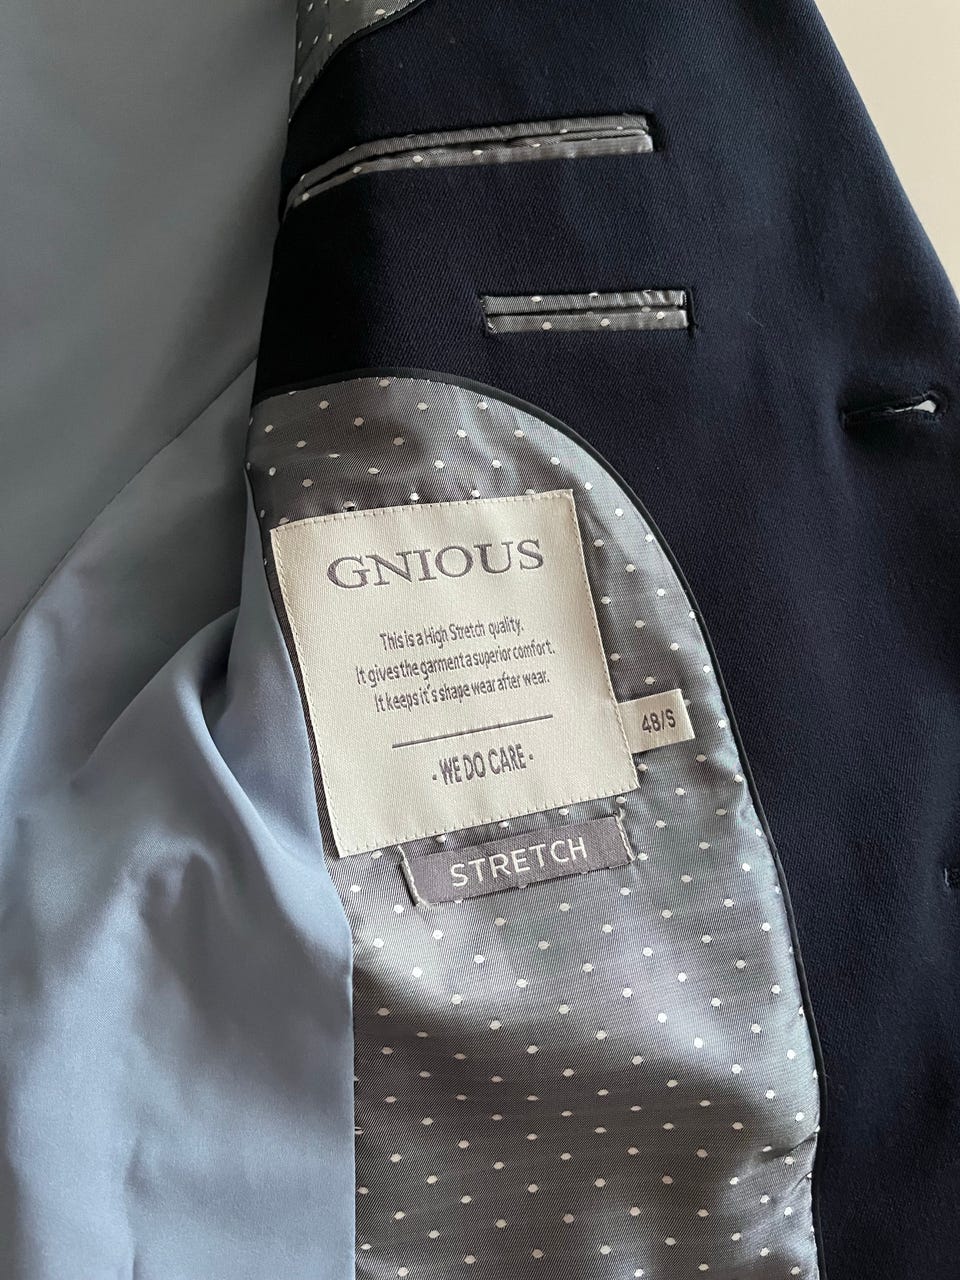 GNIOUS
This is a High Stretch quality.
It gives the garment a superior comfort.
It keeps it's shape wear after wear.
- WE DO CARE -
48/S
STRETCH